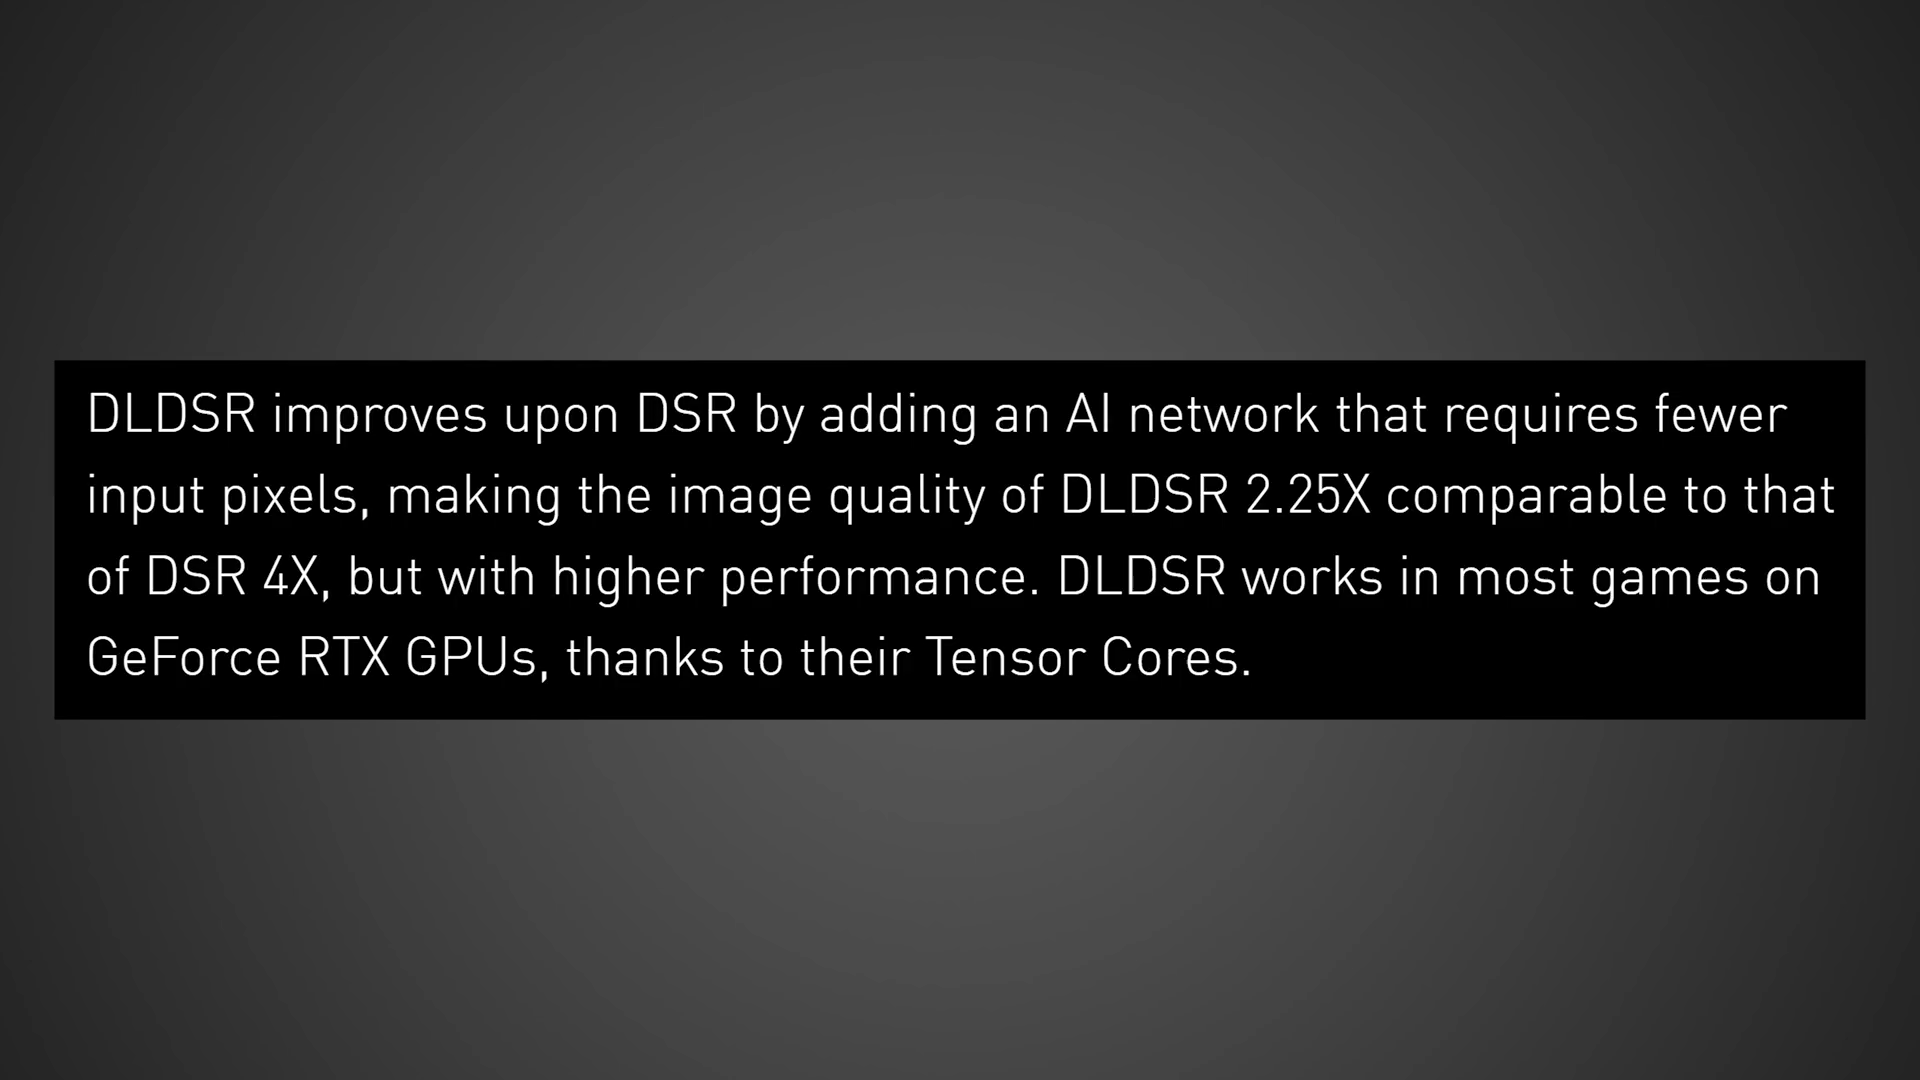 DLDSR improves upon DSR by adding an AI network that requires fewer
input pixels, making the image quality of DLDSR 2.25X comparable to that
of DSR 4X, but with higher performance. DLDSR works in most games on
GeForce RTX GPUs, thanks to their Tensor Cores.